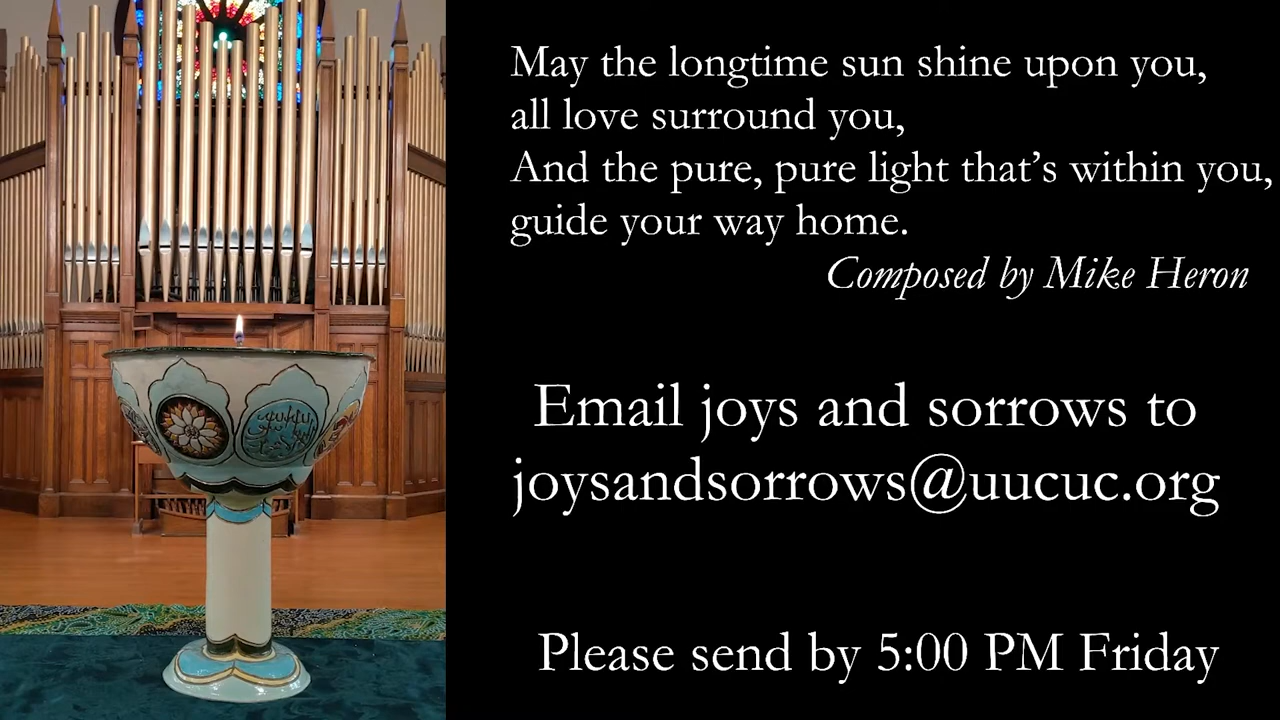 May the longtime sun shine upon you,
all love surround you,
And the pure, pure light that’s within you,
guide your way home.
Composed by Mike Heron
Email joys and sorrows to
joysandsorrows@uucuc.org
Please send by 5:00 PM Friday